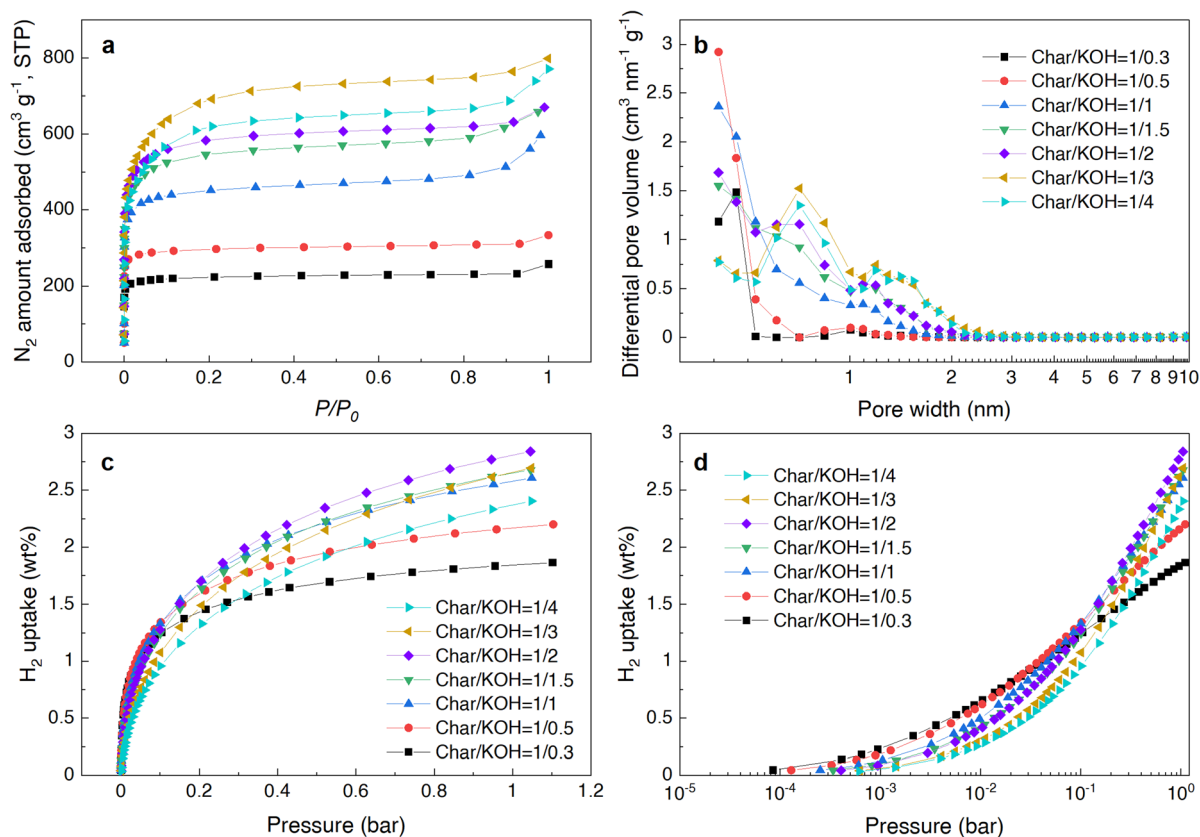 a
N₂ amount adsorbed (cm³ g⁻¹, STP)
800
600
400
200
0
0
0.2
0.4
0.6
0.8
1
P/P₀
b
Differential pore volume (cm³ nm⁻¹ g⁻¹)
3
2.5
2
1.5
1
0.5
0
Char/KOH=1/0.3
Char/KOH=1/0.5
Char/KOH=1/1
Char/KOH=1/1.5
Char/KOH=1/2
Char/KOH=1/3
Char/KOH=1/4
1
2
3
4
5
6
7
8
9
10
Pore width (nm)
c
H₂ uptake (wt%)
3
2.5
2
1.5
1
0.5
0
Char/KOH=1/4
Char/KOH=1/3
Char/KOH=1/2
Char/KOH=1/1.5
Char/KOH=1/1
Char/KOH=1/0.5
Char/KOH=1/0.3
0
0.2
0.4
0.6
0.8
1
1.2
Pressure (bar)
d
H₂ uptake (wt%)
3
2.5
2
1.5
1
0.5
0
Char/KOH=1/4
Char/KOH=1/3
Char/KOH=1/2
Char/KOH=1/1.5
Char/KOH=1/1
Char/KOH=1/0.5
Char/KOH=1/0.3
10⁻⁵
10⁻⁴
10⁻³
10⁻²
10⁻¹
10⁰
Pressure (bar)